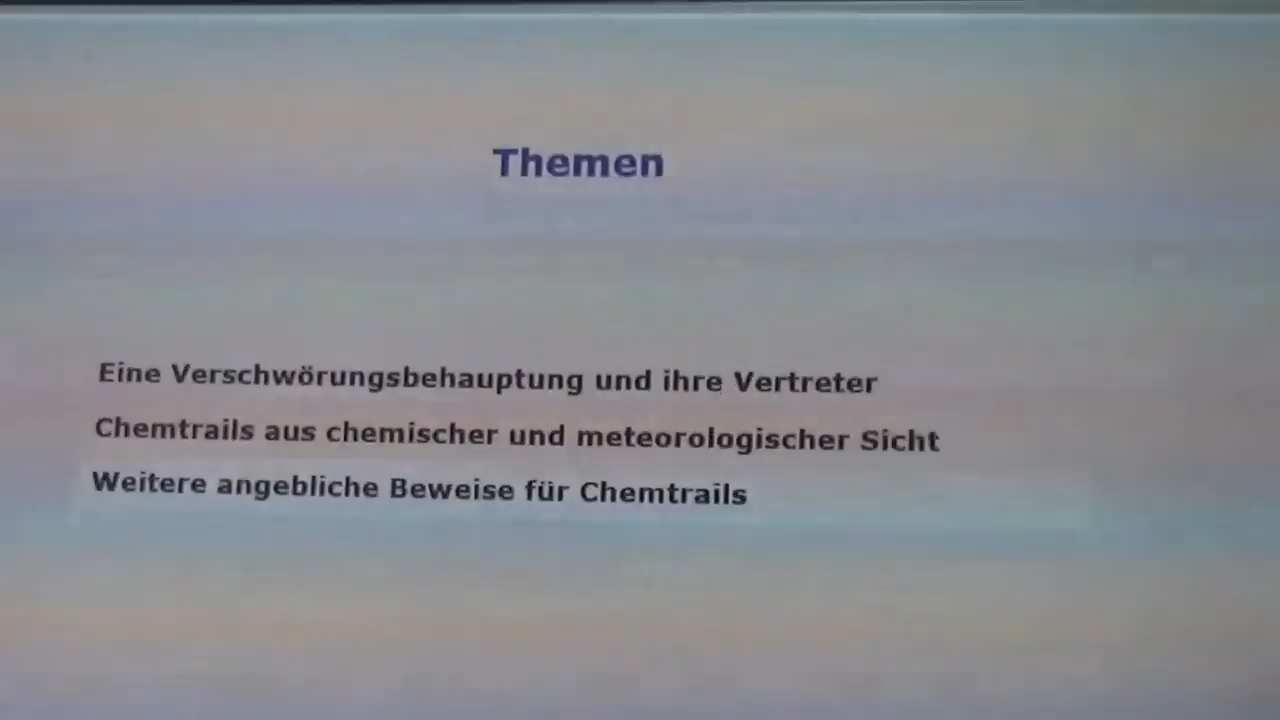 Themen
Eine Verschwörungsbehauptung und ihre Vertreter
Chemtrails aus chemischer und meteorologischer Sicht
Weitere angebliche Beweise für Chemtrails